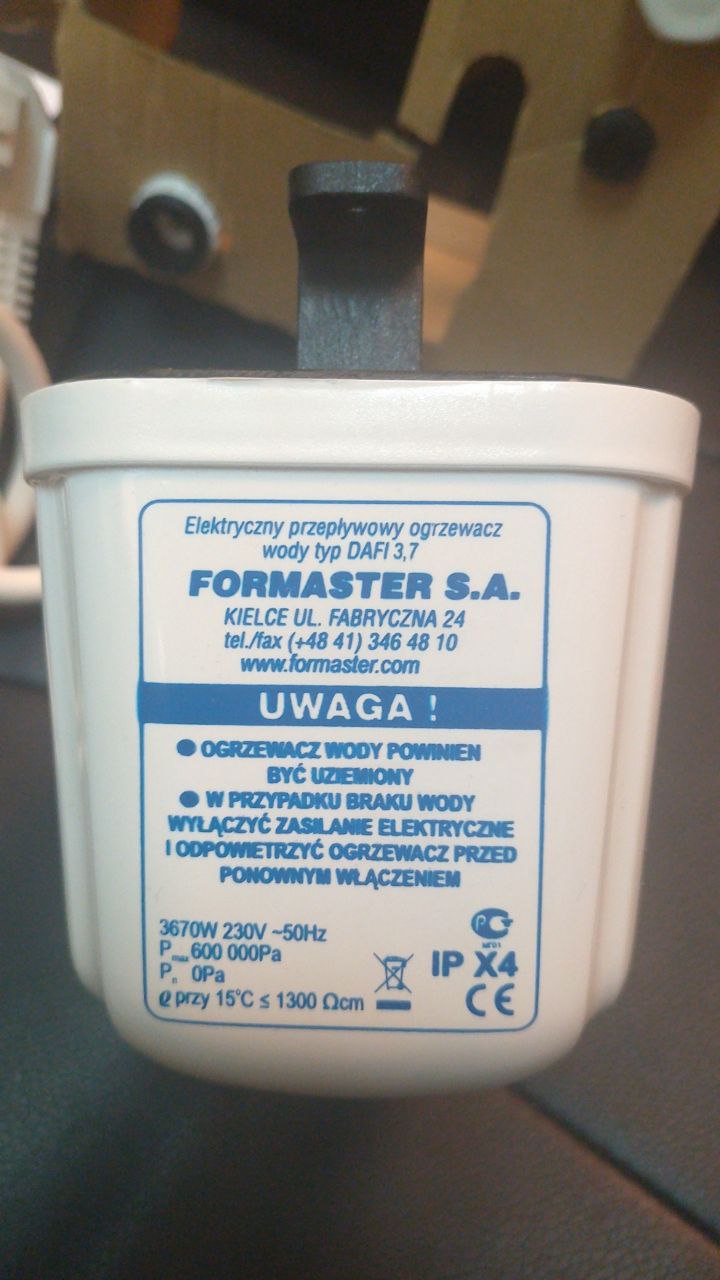 Elektryczny przepływowy ogrzewacz
wody typ DAFI 3,7
FORMASTER S.A.
KIELCE UL. FABRYCZNA 24
tel./fax (+48 41) 346 48 10
www.formaster.com
UWAGA !
● OGRZEWACZ WODY POWINIEN
BYĆ UZIEMIONY
● W PRZYPADKU BRAKU WODY
WYŁĄCZYĆ ZASILANIE ELEKTRYCZNE
I ODPOWIETRZYĆ OGRZEWACZ PRZED
PONOWNYM WŁĄCZENIEM
3670W 230V ~50Hz
Pmax 600 000Pa
Pn 0Pa
ϱ przy 15°C ≤ 1300 Ωcm
IP X4
CE